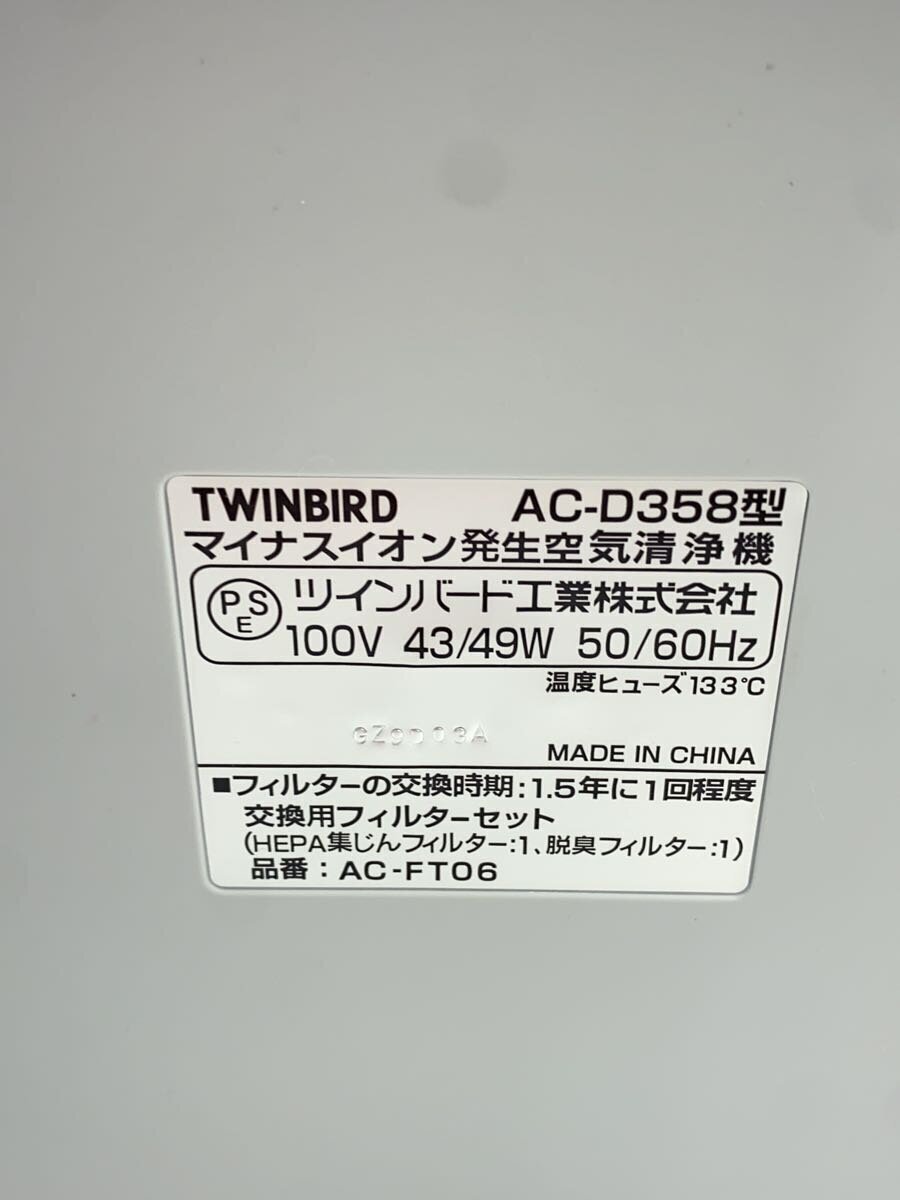 TWINBIRD AC-D358型
マイナスイオン発生空気清浄機
PSE ツインバード工業株式会社
100V 43/49W 50/60Hz
温度ヒューズ133℃
MADE IN CHINA
■フィルターの交換時期:1.5年に1回程度
交換用フィルターセット
(HEPA集じんフィルター:1、脱臭フィルター:1)
品番:AC-FT06